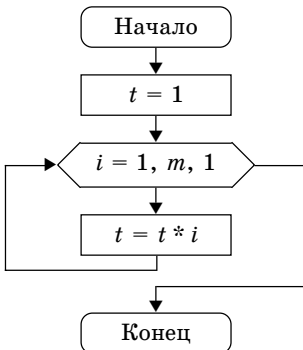 Начало
t = 1
i = 1, m, 1
t = t * i
Конец